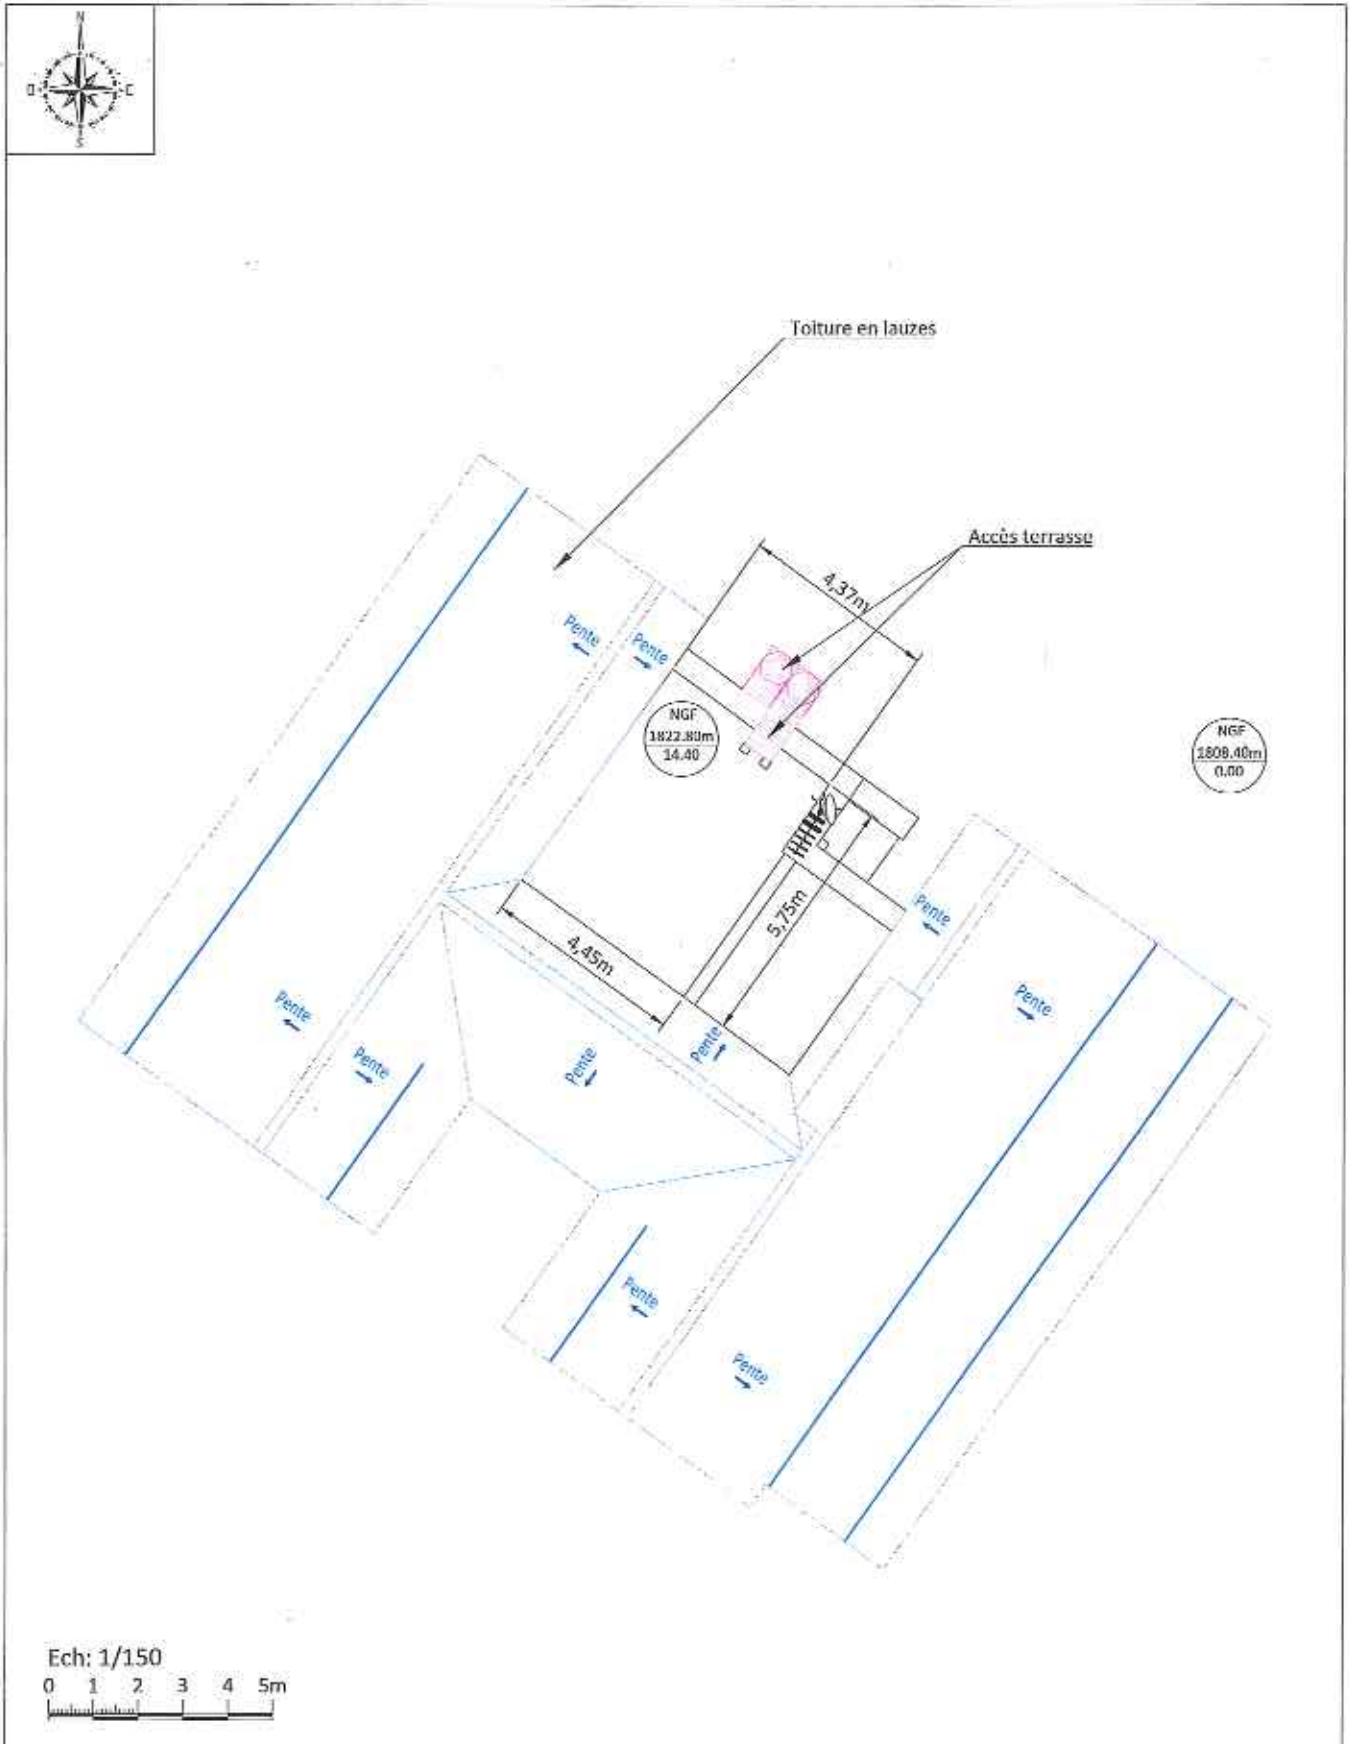 N
O
E
S
Toiture en lauzes
Accès terrasse
4,37m
Pente
Pente
NGF
1822.80m
14.40
NGF
1808.40m
0.00
5,75m
Pente
4,45m
Pente
Pente
Pente
Pente
Pente
Pente
Pente
Ech: 1/150
0 1 2 3 4 5m